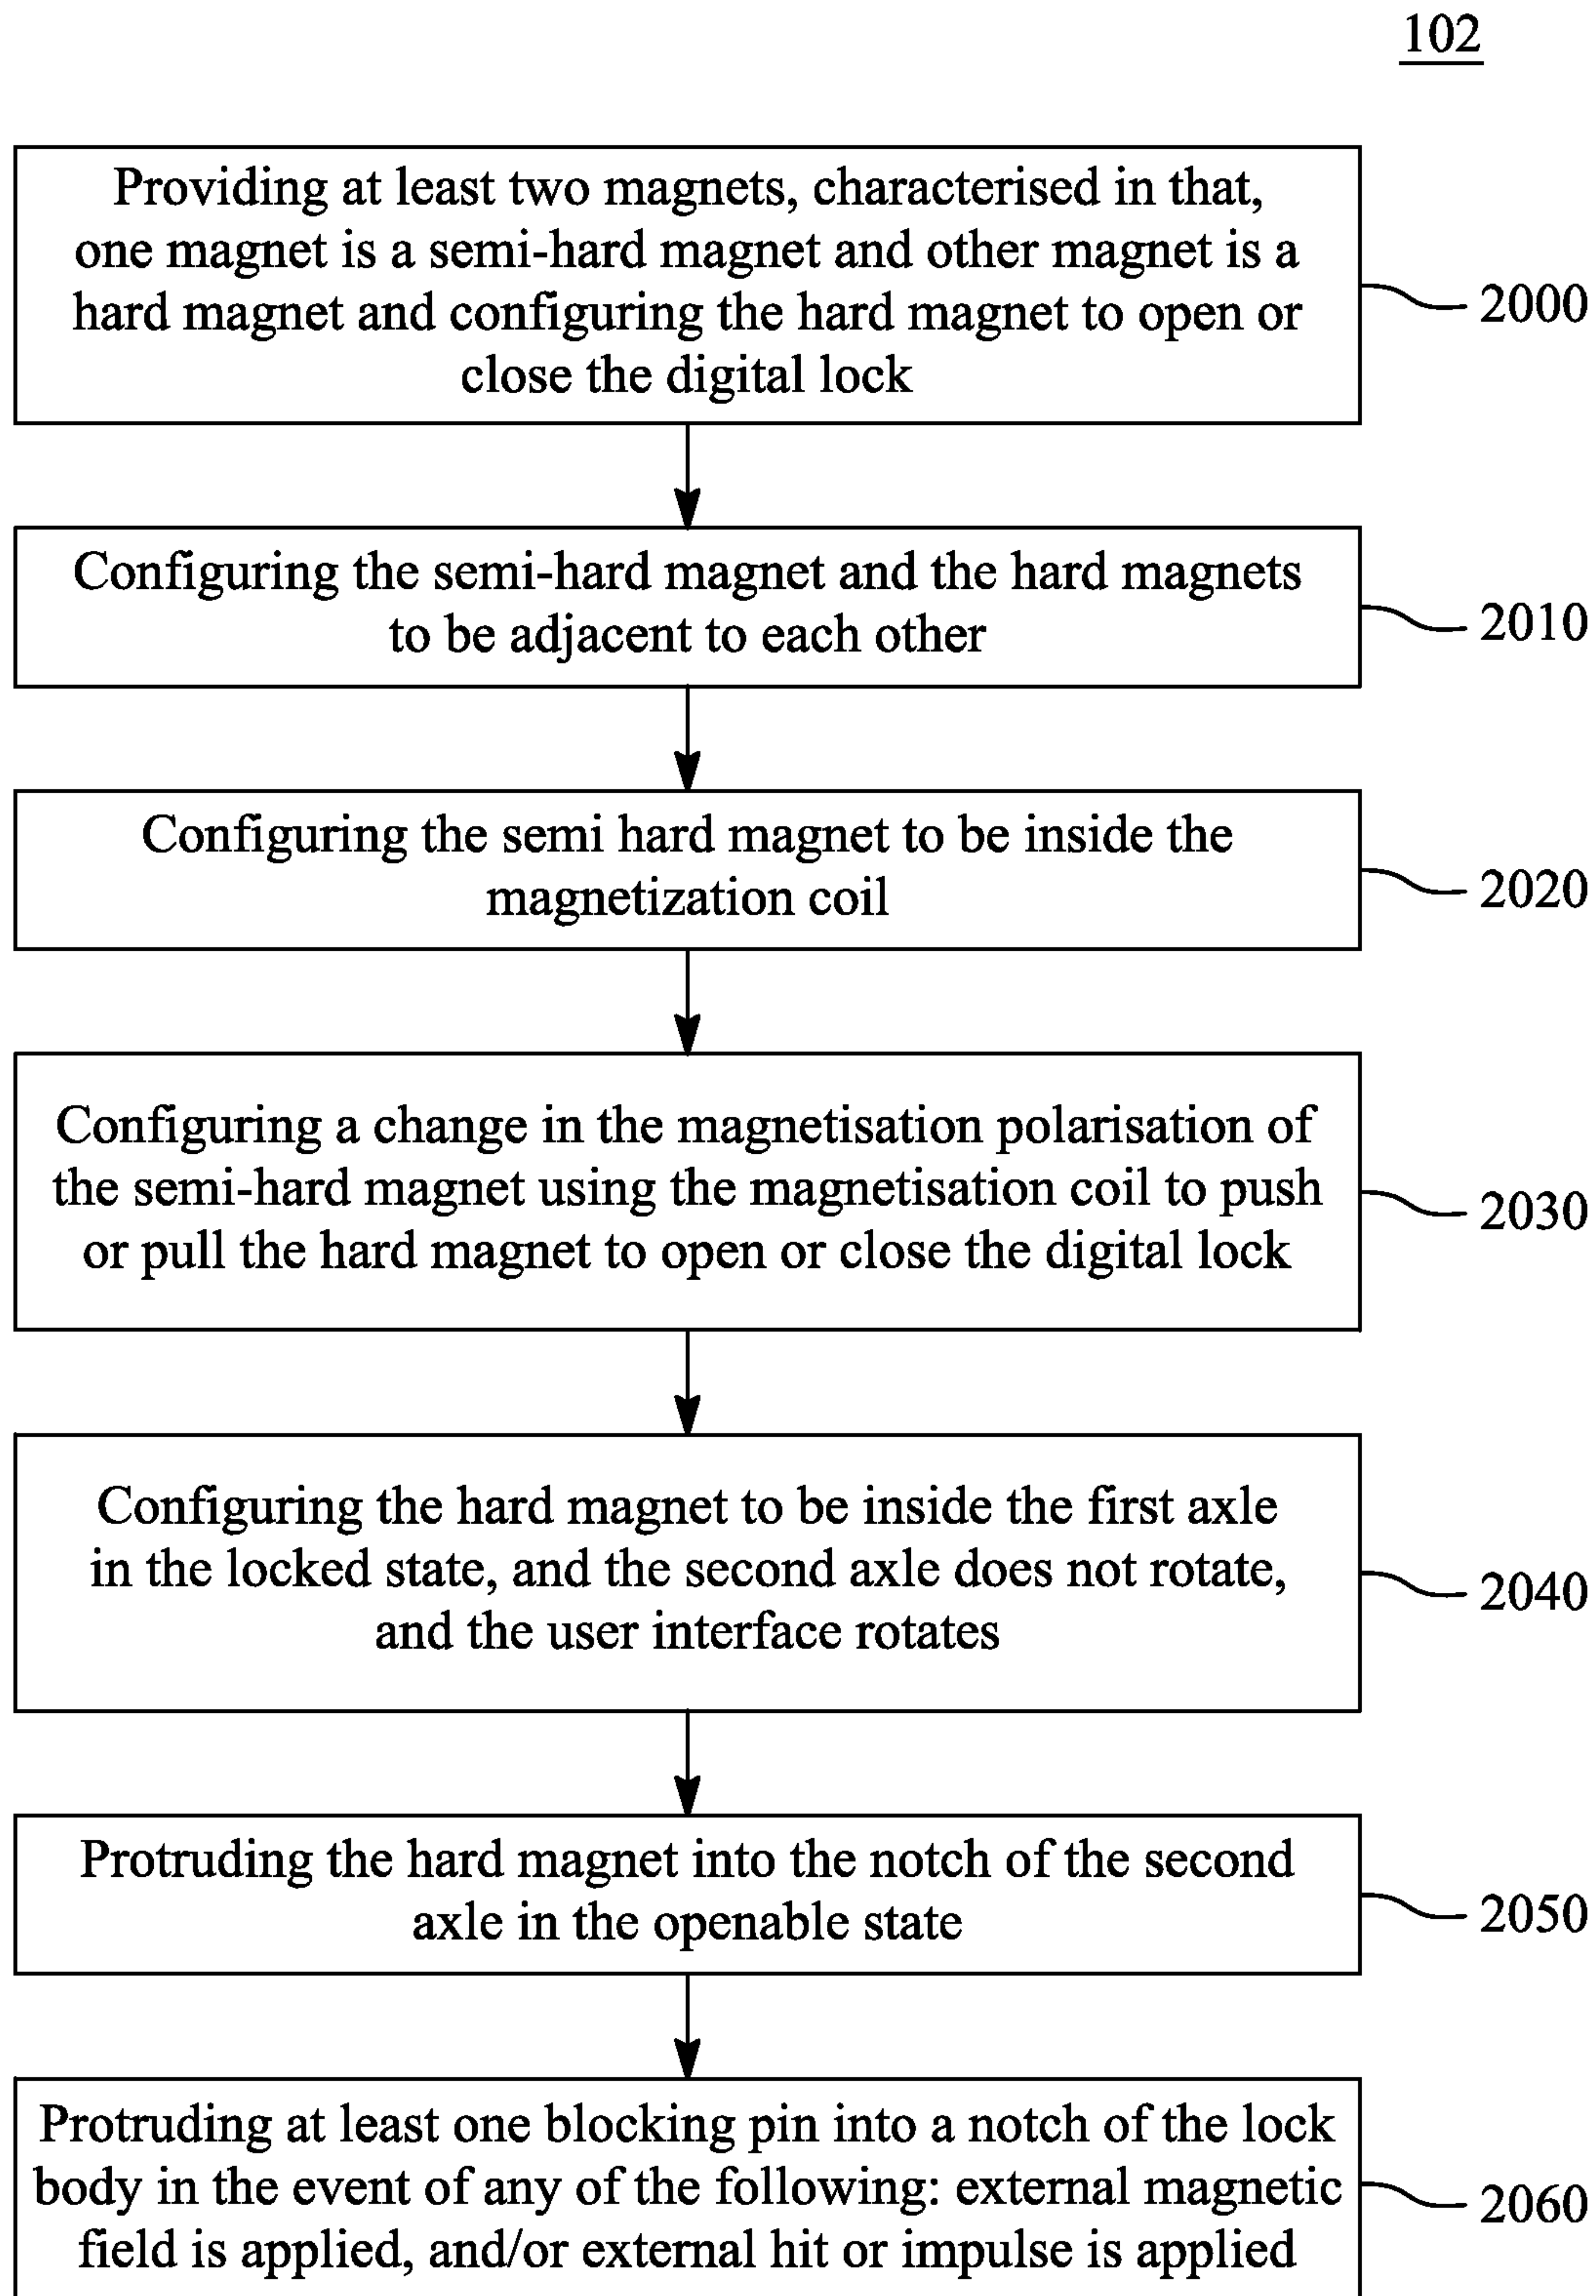 102
Providing at least two magnets, characterised in that,
one magnet is a semi-hard magnet and other magnet is a
hard magnet and configuring the hard magnet to open or
close the digital lock
2000
Configuring the semi-hard magnet and the hard magnets
to be adjacent to each other
2010
Configuring the semi hard magnet to be inside the
magnetization coil
2020
Configuring a change in the magnetisation polarisation of
the semi-hard magnet using the magnetisation coil to push
or pull the hard magnet to open or close the digital lock
2030
Configuring the hard magnet to be inside the first axle
in the locked state, and the second axle does not rotate,
and the user interface rotates
2040
Protruding the hard magnet into the notch of the second
axle in the openable state
2050
Protruding at least one blocking pin into a notch of the lock
body in the event of any of the following: external magnetic
field is applied, and/or external hit or impulse is applied
2060